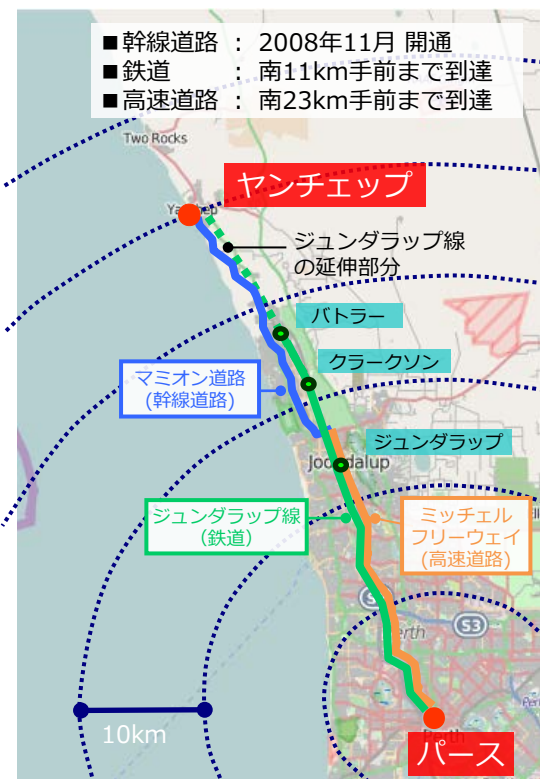 ■幹線道路 ： 2008年11月 開通
■鉄道 ： 南11km手前まで到達
■高速道路 ： 南23km手前まで到達
Two Rocks
ヤンチェップ
ジュンダラップ線
の延伸部分
バトラー
クラークソン
マミオン道路
(幹線道路)
ジュンダラップ
ジュンダラップ線
（鉄道）
ミッチェル
フリーウェイ
(高速道路)
S3
10km
Perth
パース